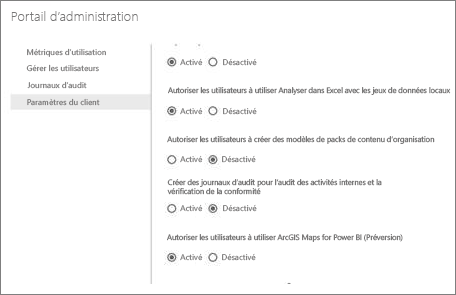 Portail d'administration
Métriques d'utilisation
Gérer les utilisateurs
Journaux d'audit
Paramètres du client
Activé Désactivé
Autoriser les utilisateurs à utiliser Analyser dans Excel avec les jeux de données locaux
Activé Désactivé
Autoriser les utilisateurs à créer des modèles de packs de contenu d'organisation
Activé Désactivé
Créer des journaux d'audit pour l'audit des activités internes et la
vérification de la conformité
Activé Désactivé
Autoriser les utilisateurs à utiliser ArcGIS Maps for Power BI (Préversion)
Activé Désactivé